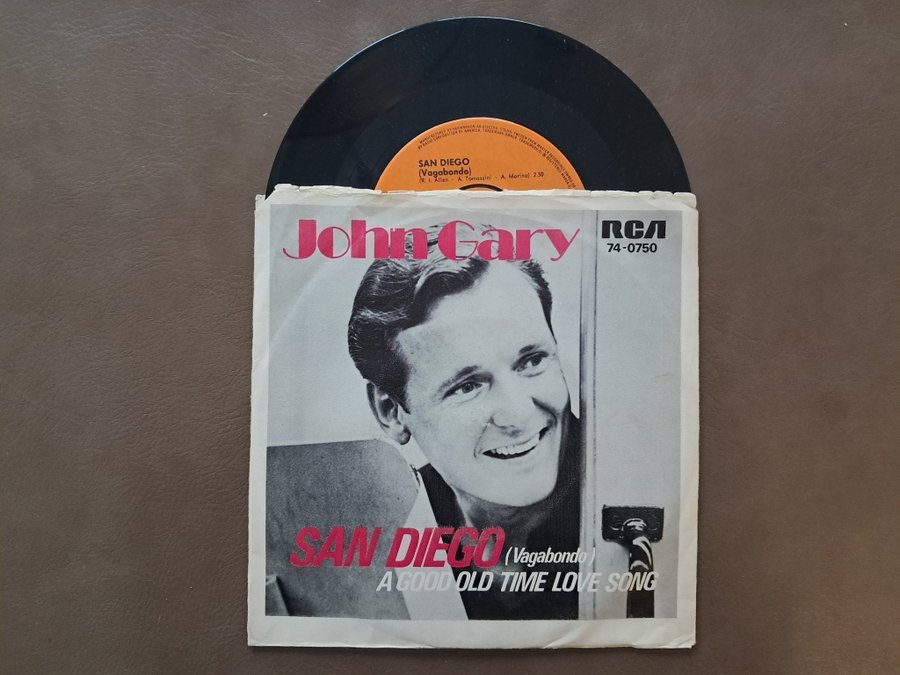 SAN DIEGO
(Vagabondo)
(R. I. Allen - A. Tomassini - A. Marino) 2.50
John Gary
RCA
74-0750
SAN DIEGO (Vagabondo)
A GOOD OLD TIME LOVE SONG